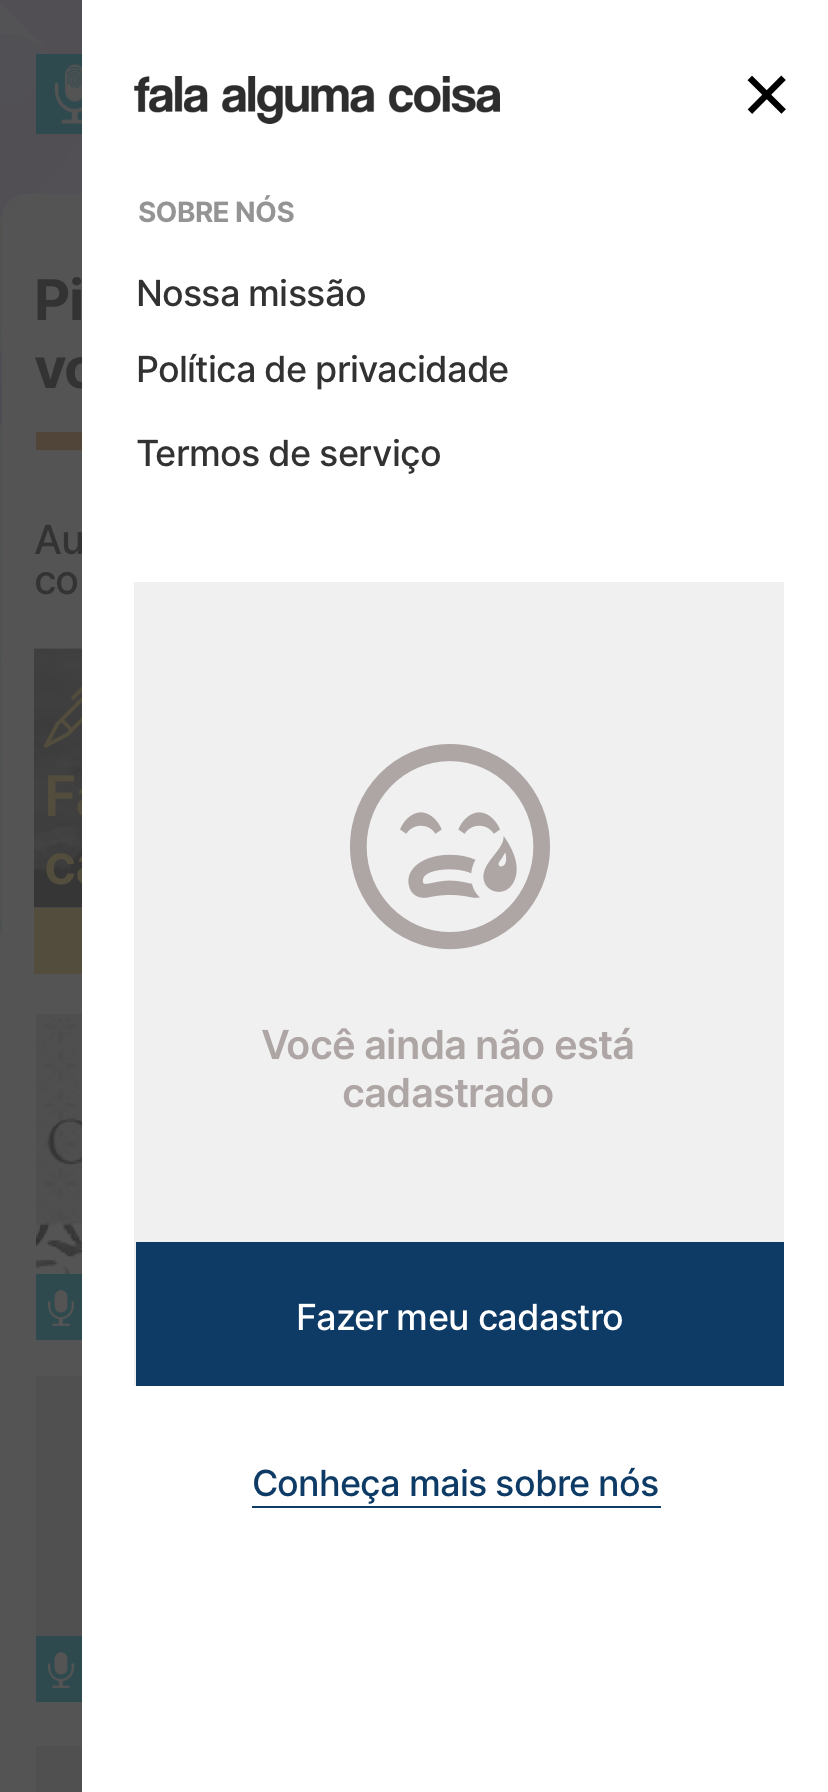 fala alguma coisa
SOBRE NÓS
Nossa missão
Política de privacidade
Termos de serviço
Você ainda não está
cadastrado
Fazer meu cadastro
Conheça mais sobre nós